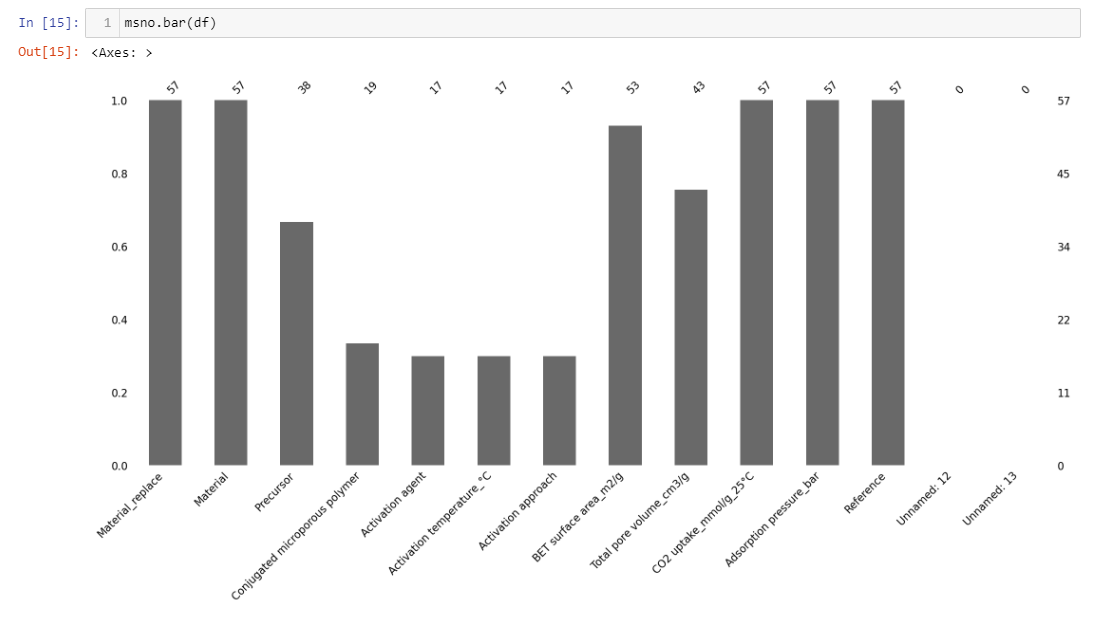 In [15]: 1 msno.bar(df)
Out[15]: <Axes: >
57 57 38 19 17 17 17 53 43 57 57 57 0 0
1.0 57
0.8 45
0.6 34
0.4 22
0.2 11
0.0 0
Material_replace
Material
Precursor
Conjugated microporous polymer
Activation agent
Activation temperature_°C
Activation approach
BET surface area_m2/g
Total pore volume_cm3/g
CO2 uptake_mmol/g_25°C
Adsorption pressure_bar
Reference
Unnamed: 12
Unnamed: 13